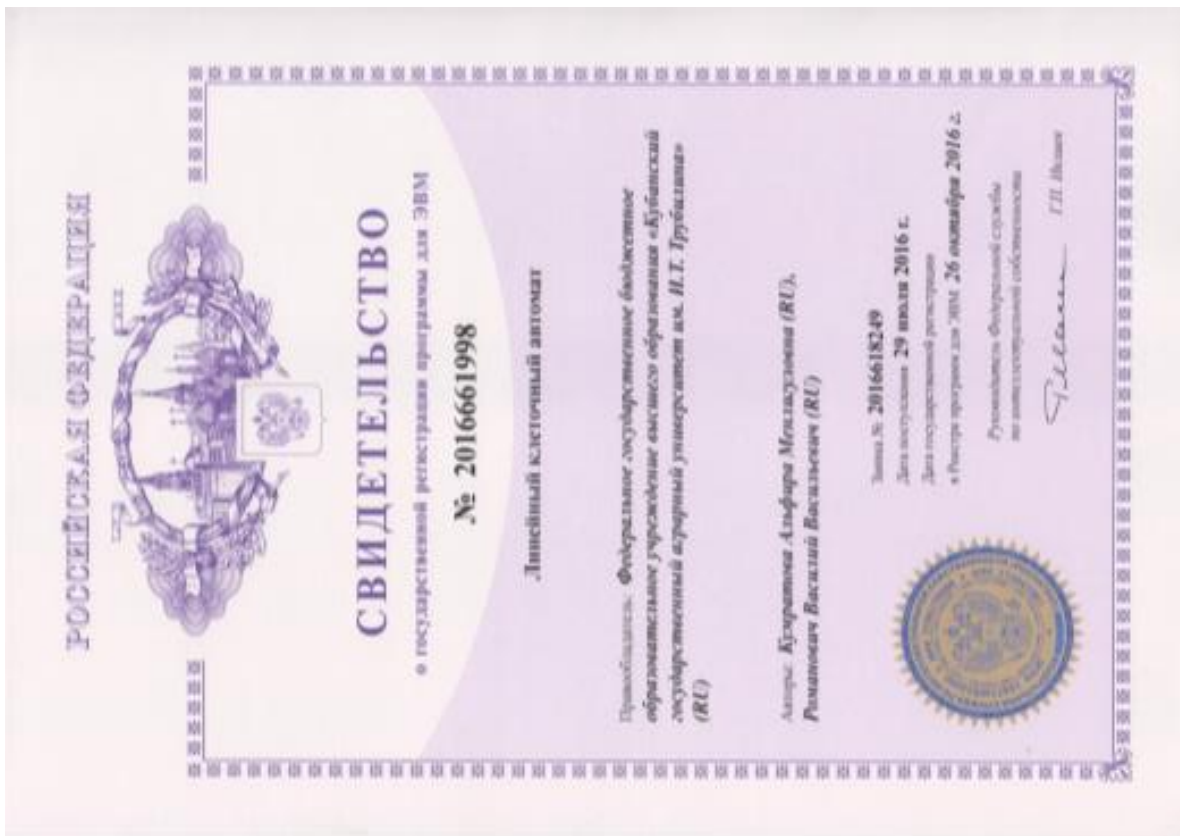 РОССИЙСКАЯ ФЕДЕРАЦИЯ
СВИДЕТЕЛЬСТВО
о государственной регистрации программы для ЭВМ
№ 2016661998
Линейный клеточный автомат
Правообладатель: Федеральное государственное бюджетное
образовательное учреждение высшего образования «Кубанский
государственный аграрный университет им. И.Т. Трубилина»
(RU)
Авторы: Кумратова Альфира Менлигуловна (RU),
Романович Василий Васильевич (RU)
Заявка № 2016618249
Дата поступления 29 июля 2016 г.
Дата государственной регистрации
в Реестре программ для ЭВМ 26 октября 2016 г.
Руководитель Федеральной службы
по интеллектуальной собственности
Г.П. Ивлиев